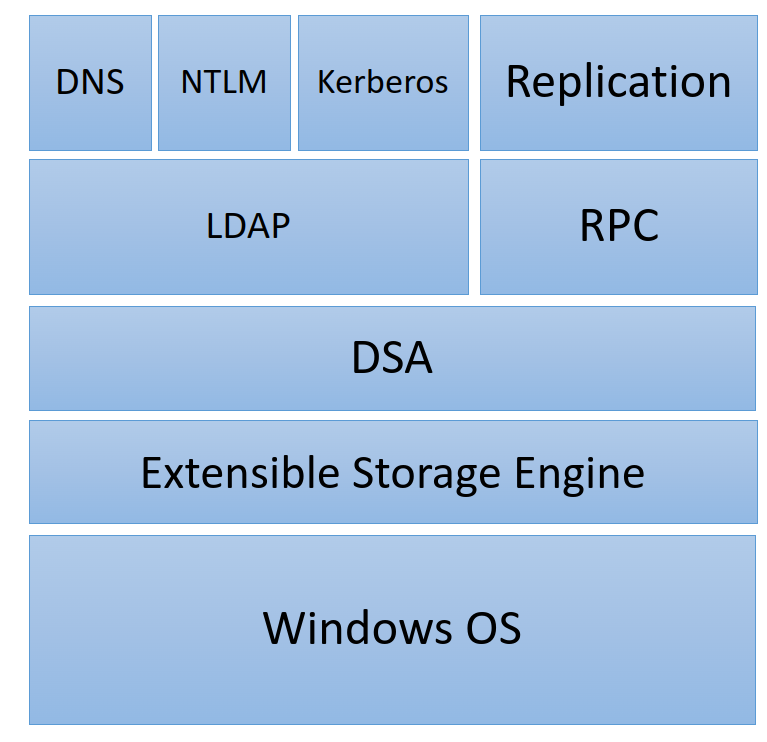 DNS
NTLM
Kerberos
Replication
LDAP
RPC
DSA
Extensible Storage Engine
Windows OS